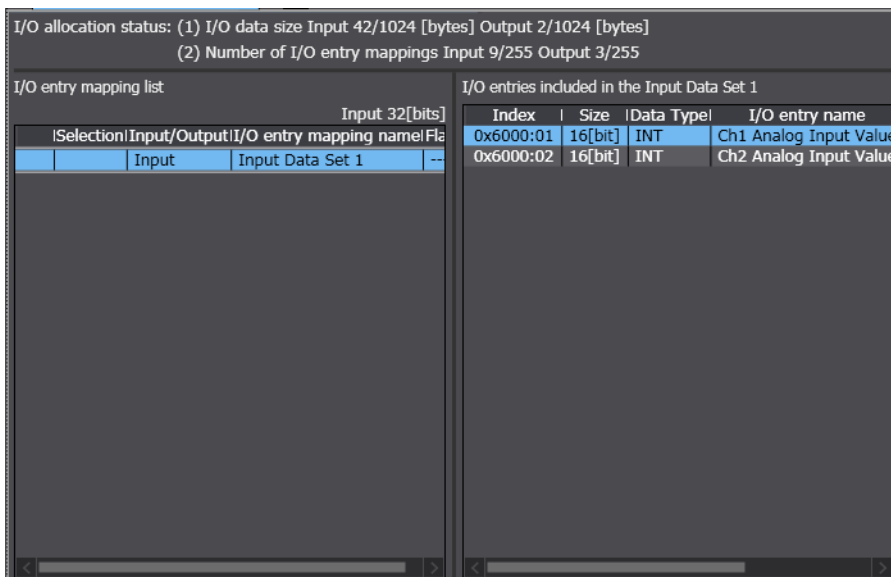 I/O allocation status: (1) I/O data size Input 42/1024 [bytes] Output 2/1024 [bytes]
(2) Number of I/O entry mappings Input 9/255 Output 3/255
I/O entry mapping list
Input 32[bits]
Selection Input/Output I/O entry mapping name Fla
Input Input Data Set 1 ---
I/O entries included in the Input Data Set 1
Index Size Data Type I/O entry name
0x6000:01 16[bit] INT Ch1 Analog Input Value
0x6000:02 16[bit] INT Ch2 Analog Input Value